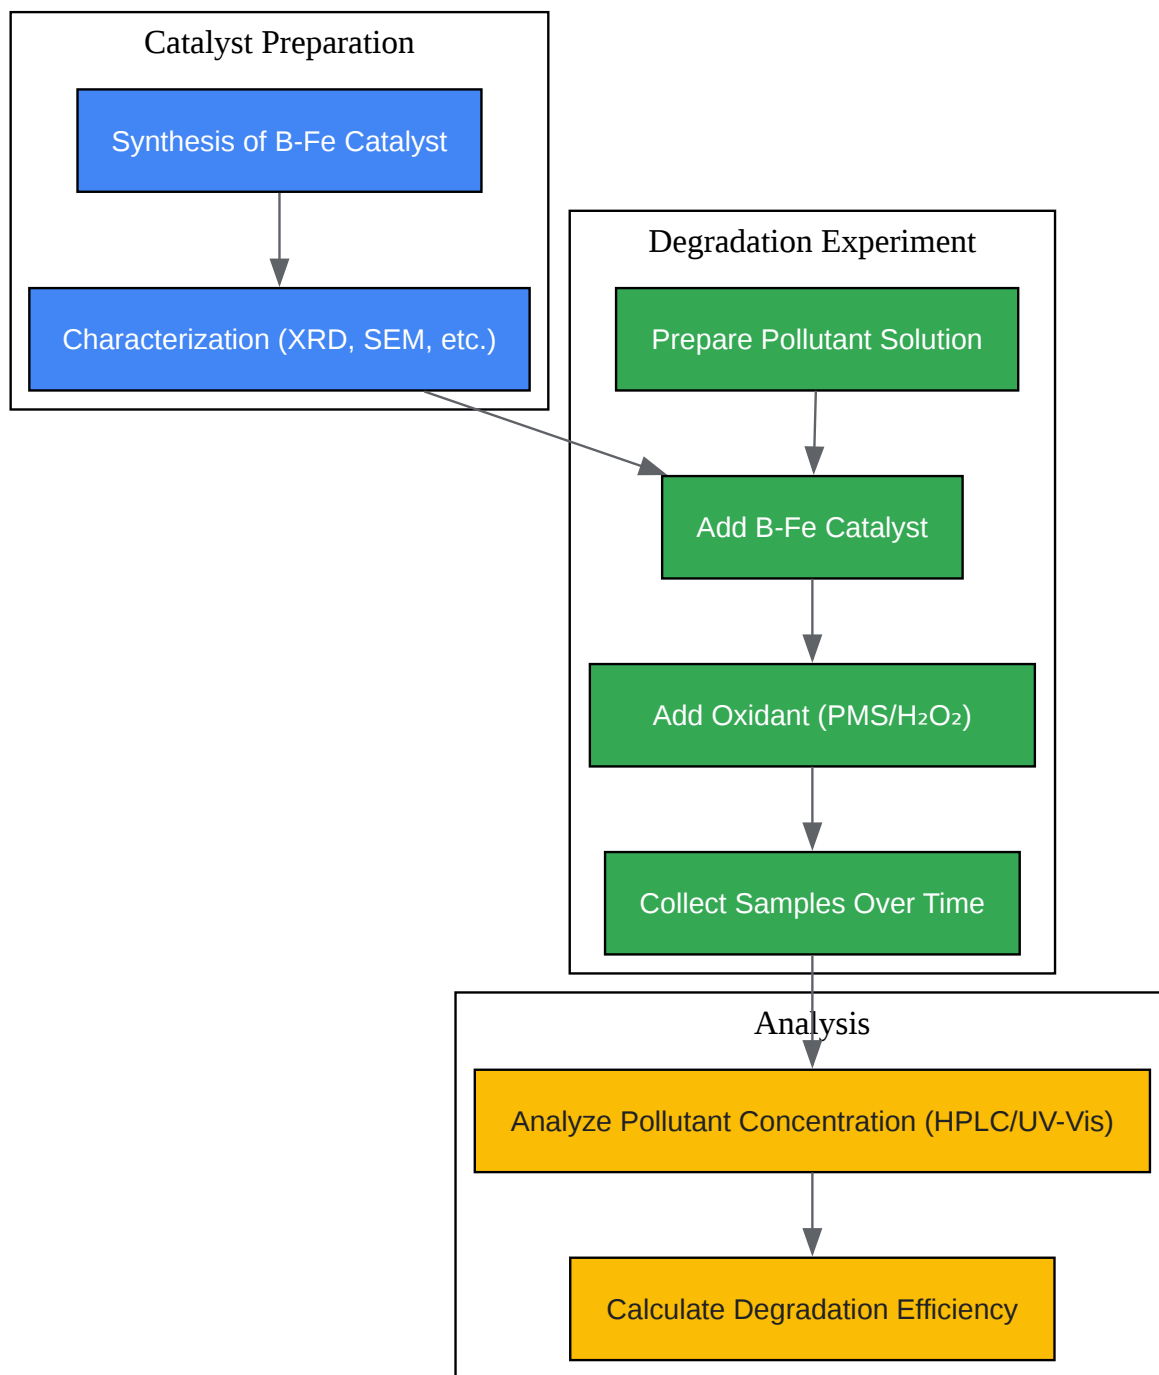 Catalyst Preparation
Synthesis of B-Fe Catalyst
Characterization (XRD, SEM, etc.)
Degradation Experiment
Prepare Pollutant Solution
Add B-Fe Catalyst
Add Oxidant (PMS/H₂O₂)
Collect Samples Over Time
Analysis
Analyze Pollutant Concentration (HPLC/UV-Vis)
Calculate Degradation Efficiency